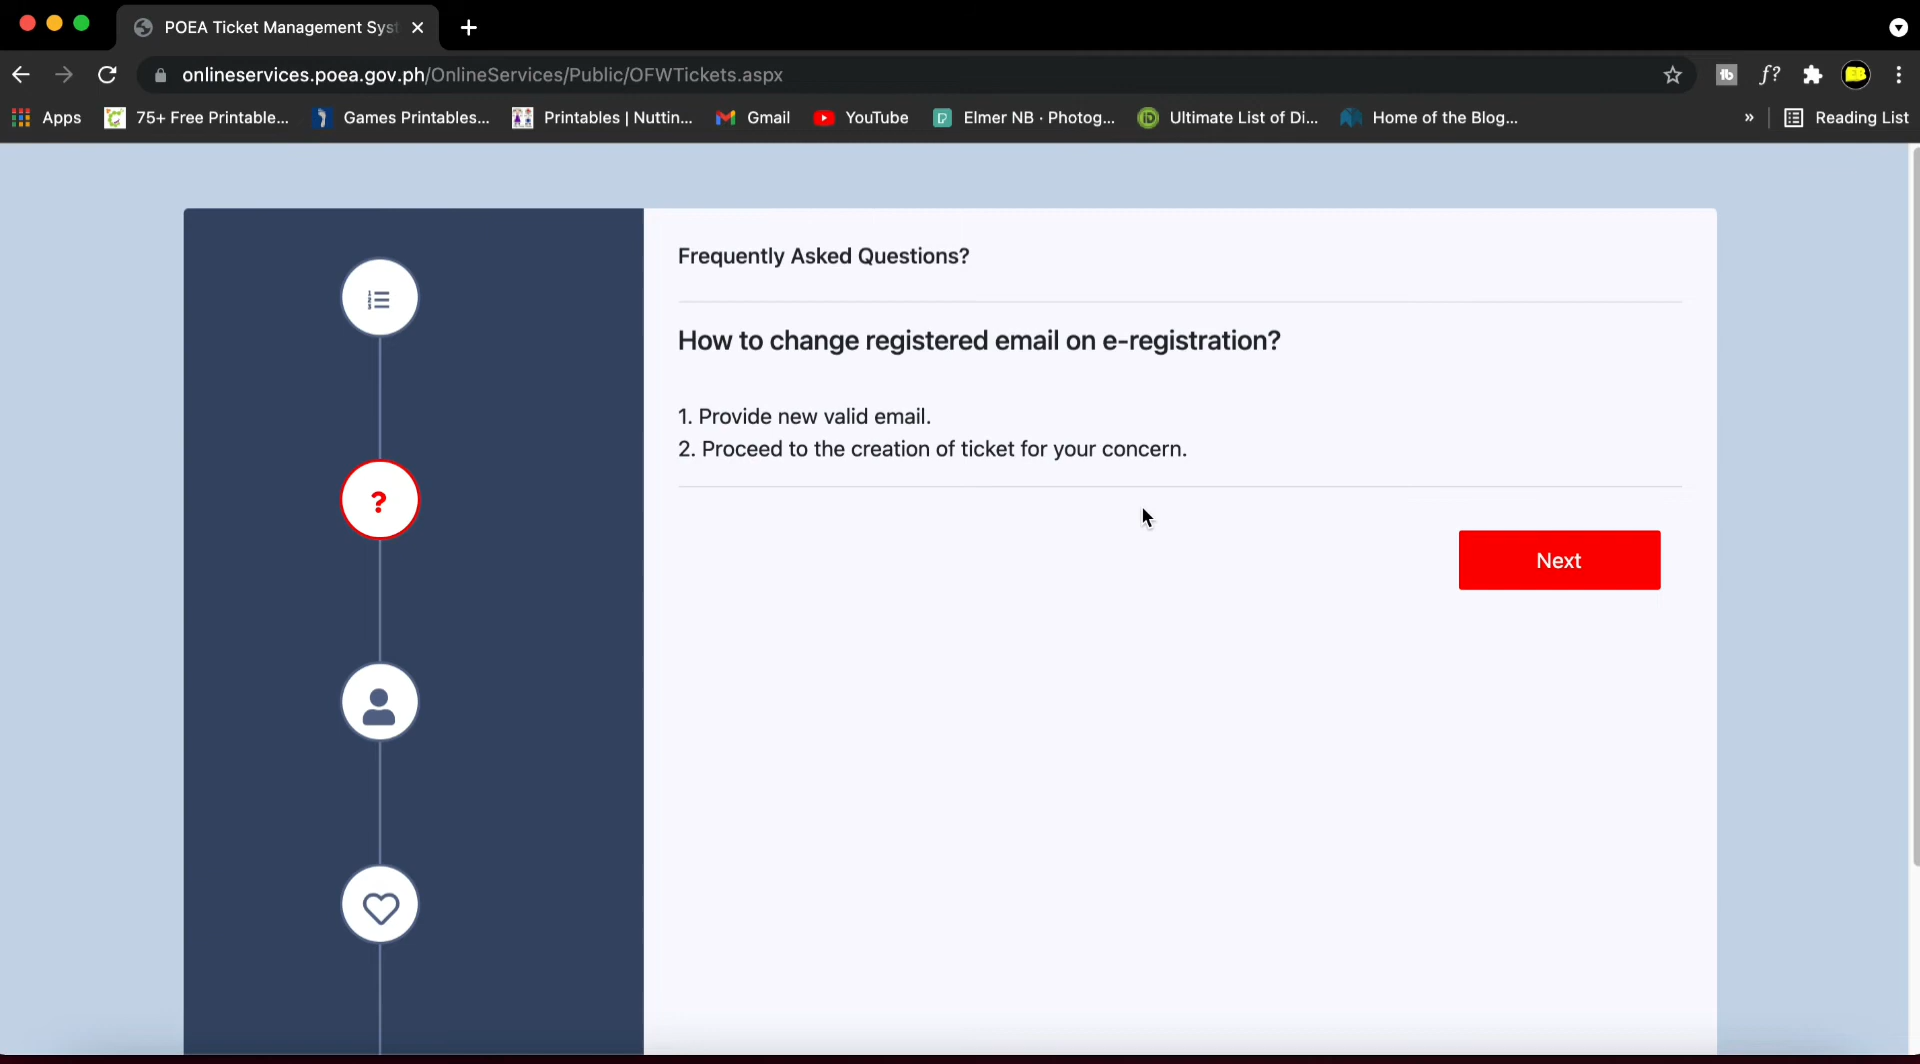 POEA Ticket Management Syst
onlineservices.poea.gov.ph/OnlineServices/Public/OFWTickets.aspx
Apps
75+ Free Printable...
Games Printables...
Printables | Nuttin...
Gmail
YouTube
Elmer NB · Photog...
Ultimate List of Di...
Home of the Blog...
»
Reading List
Frequently Asked Questions?
How to change registered email on e-registration?
1. Provide new valid email.
2. Proceed to the creation of ticket for your concern.
?
Next